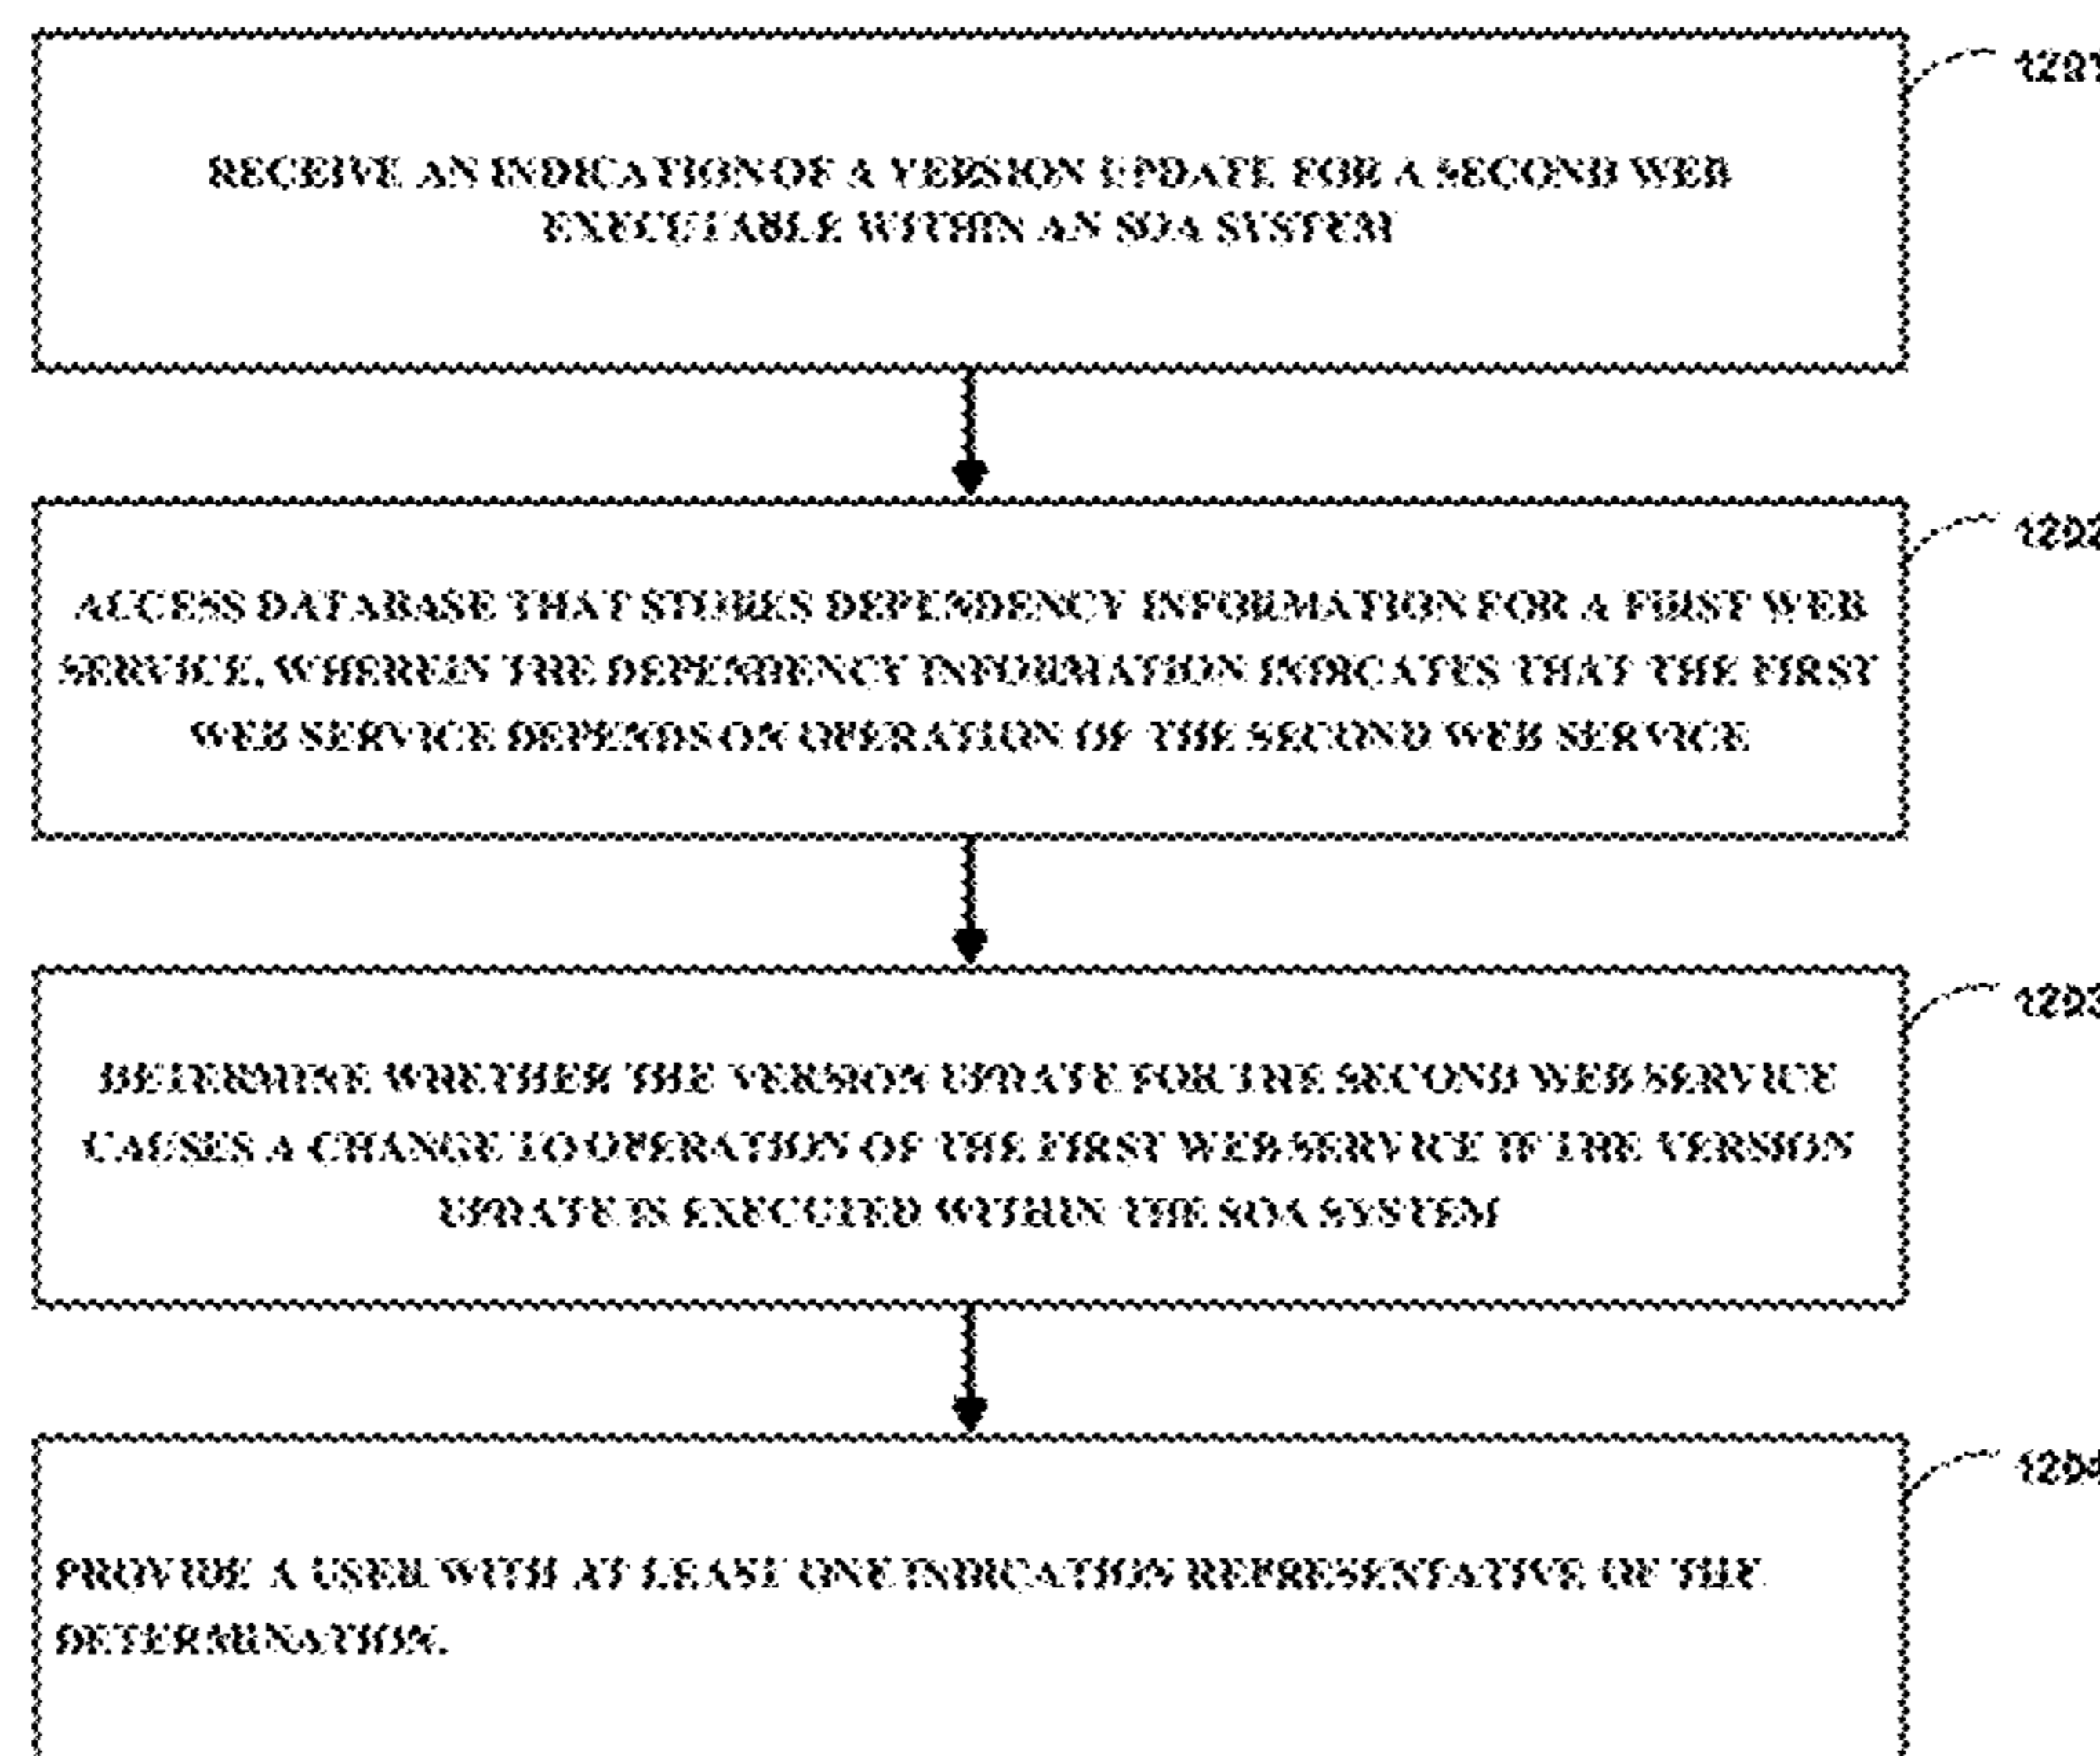 1201
RECEIVE AN INDICATION OF A VERSION UPDATE FOR A SECOND WEB
EXECUTABLE WITHIN AN SOA SYSTEM
1202
ACCESS DATABASE THAT STORES DEPENDENCY INFORMATION FOR A FIRST WEB
SERVICE, WHEREIN THE DEPENDENCY INFORMATION INDICATES THAT THE FIRST
WEB SERVICE DEPENDS ON OPERATION OF THE SECOND WEB SERVICE
1203
DETERMINE WHETHER THE VERSION UPDATE FOR THE SECOND WEB SERVICE
CAUSES A CHANGE TO OPERATION OF THE FIRST WEB SERVICE IF THE VERSION
UPDATE IS EXECUTED WITHIN THE SOA SYSTEM
1204
PROVIDE A USER WITH AT LEAST ONE INDICATION REPRESENTATIVE OF THE
DETERMINATION.